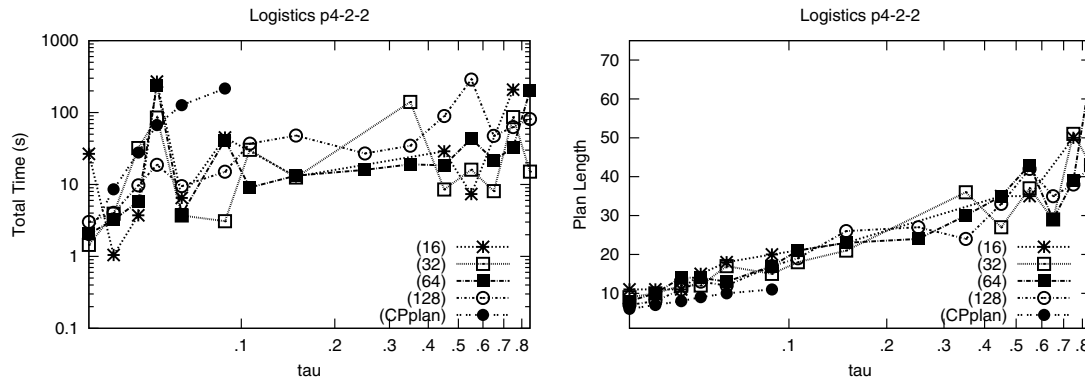 Logistics p4-2-2
1000
100
10
1
0.1
Total Time (s)
(16)
(32)
(64)
(128)
(CPplan)
.1 .2 .3 .4 .5 .6 .7 .8
tau
Logistics p4-2-2
70
60
50
40
30
20
10
Plan Length
(16)
(32)
(64)
(128)
(CPplan)
.1 .2 .3 .4 .5 .6 .7 .8
tau